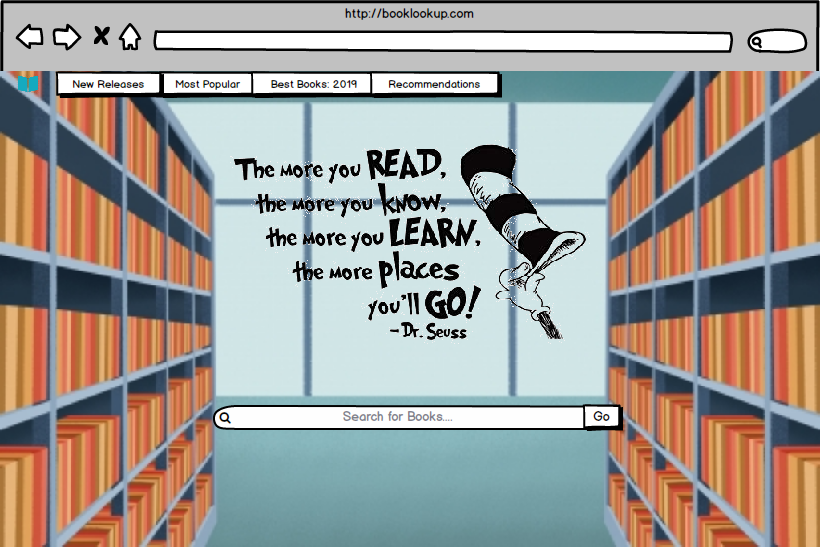 http://booklookup.com
New Releases
Most Popular
Best Books: 2019
Recommendations
The more you READ,
the more you know,
the more you LEARN,
the more places
you'll GO!
- Dr. Seuss
Search for Books....
Go